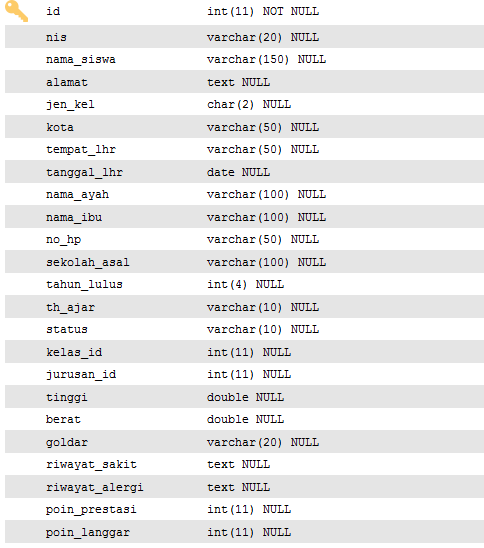 id int(11) NOT NULL
nis varchar(20) NULL
nama_siswa varchar(150) NULL
alamat text NULL
jen_kel char(2) NULL
kota varchar(50) NULL
tempat_lhr varchar(50) NULL
tanggal_lhr date NULL
nama_ayah varchar(100) NULL
nama_ibu varchar(100) NULL
no_hp varchar(50) NULL
sekolah_asal varchar(100) NULL
tahun_lulus int(4) NULL
th_ajar varchar(10) NULL
status varchar(10) NULL
kelas_id int(11) NULL
jurusan_id int(11) NULL
tinggi double NULL
berat double NULL
goldar varchar(20) NULL
riwayat_sakit text NULL
riwayat_alergi text NULL
poin_prestasi int(11) NULL
poin_langgar int(11) NULL